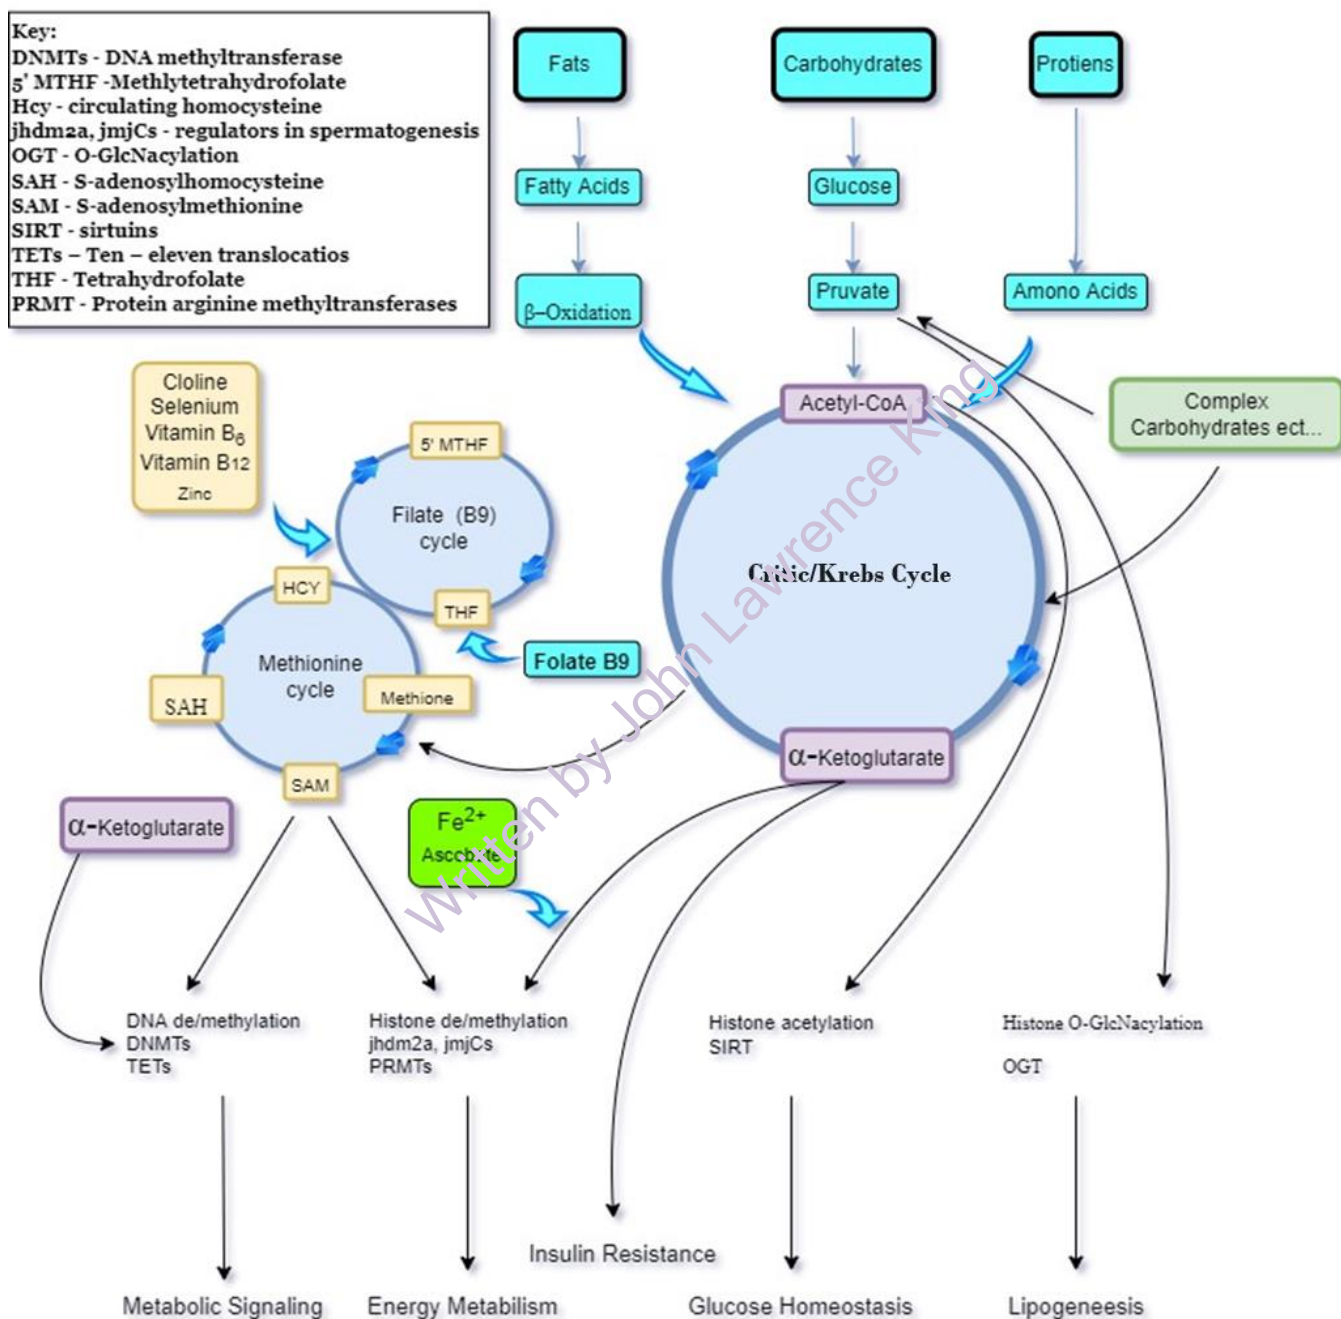 Key:
DNMTs - DNA methyltransferase
5' MTHF -Methlytetrahydrofolate
Hcy - circulating homocysteine
jhdm2a, jmjCs - regulators in spermatogenesis
OGT - O-GlcNacylation
SAH - S-adenosylhomocysteine
SAM - S-adenosylmethionine
SIRT - sirtuins
TETs – Ten – eleven translocatios
THF - Tetrahydrofolate
PRMT - Protein arginine methyltransferases
Fats
Carbohydrates
Protiens
Fatty Acids
Glucose
β–Oxidation
Pruvate
Amono Acids
Acetyl-CoA
Complex
Carbohydrates ect...
Cloline
Selenium
Vitamin B6
Vitamin B12
Zinc
5' MTHF
Filate (B9)
cycle
HCY
THF
Folate B9
Critic/Krebs Cycle
Methionine
cycle
SAH
Methione
SAM
α-Ketoglutarate
α-Ketoglutarate
Fe2+
Ascobate
Written by John Lawrence King
DNA de/methylation
DNMTs
TETs
Histone de/methylation
jhdm2a, jmjCs
PRMTs
Histone acetylation
SIRT
Histone O-GlcNacylation
OGT
Insulin Resistance
Metabolic Signaling
Energy Metabilism
Glucose Homeostasis
Lipogeneesis